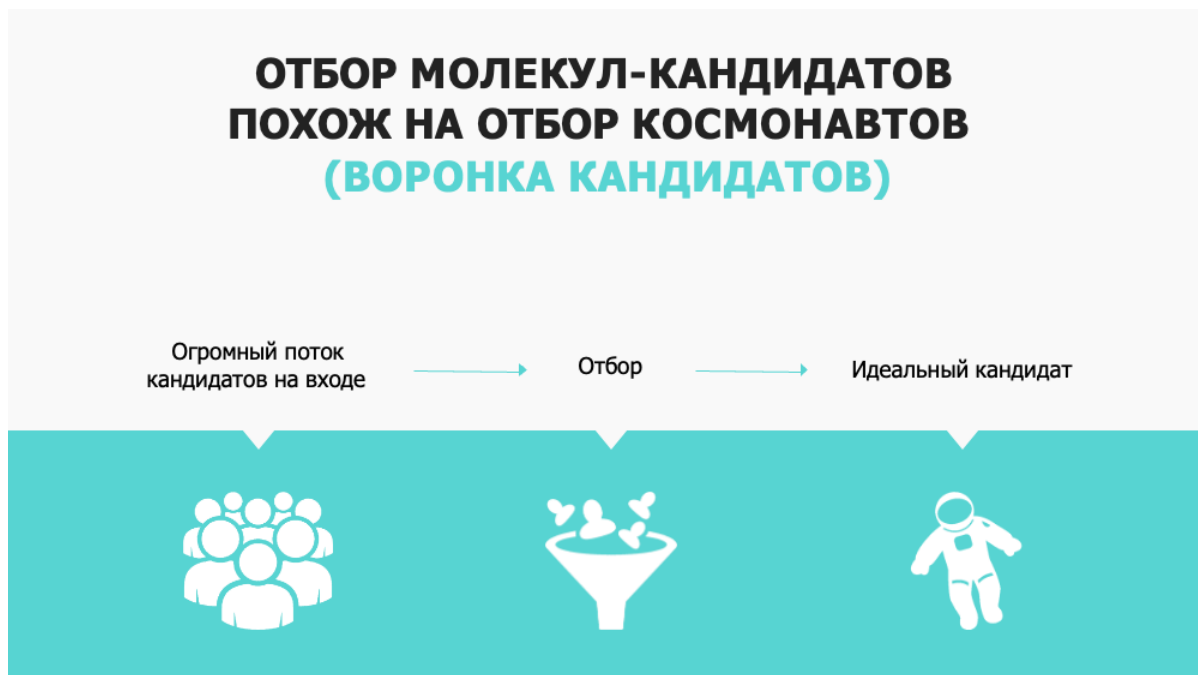 ОТБОР МОЛЕКУЛ-КАНДИДАТОВ
ПОХОЖ НА ОТБОР КОСМОНАВТОВ
(ВОРОНКА КАНДИДАТОВ)
Огромный поток
кандидатов на входе
Отбор
Идеальный кандидат